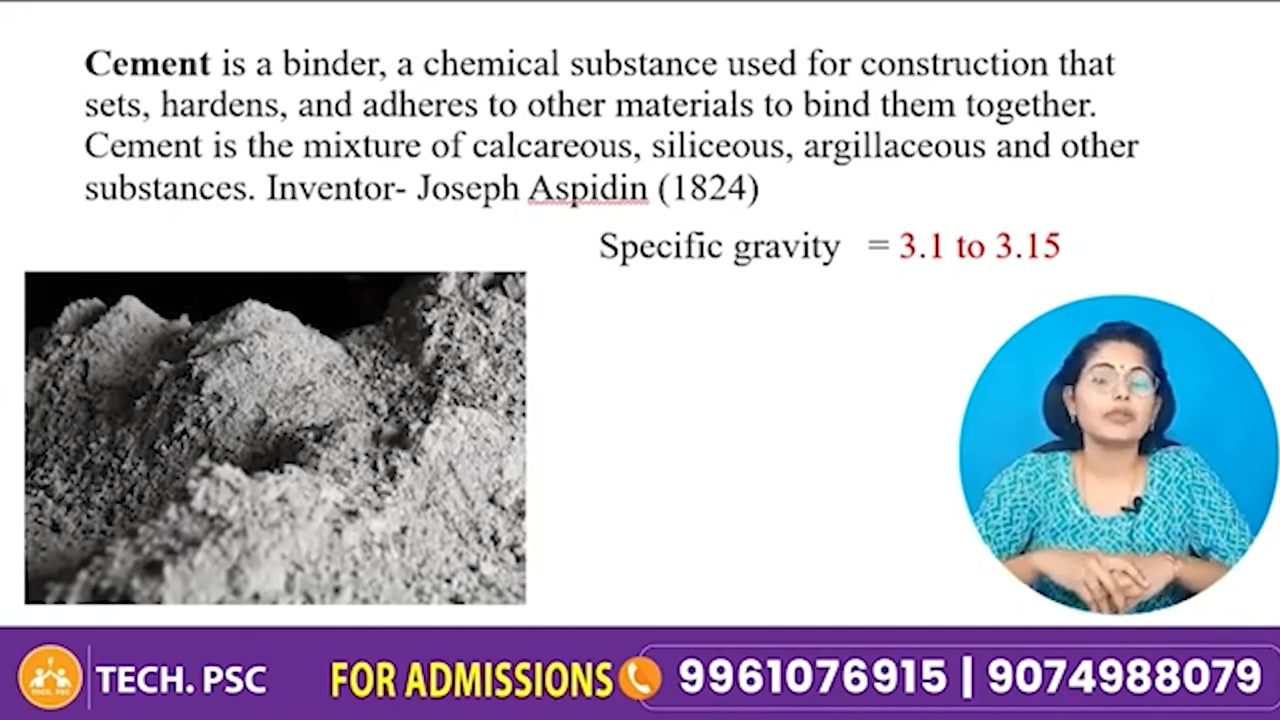 Cement is a binder, a chemical substance used for construction that
sets, hardens, and adheres to other materials to bind them together.
Cement is the mixture of calcareous, siliceous, argillaceous and other
substances. Inventor- Joseph Aspidin (1824)
Specific gravity = 3.1 to 3.15
TECH. PSC
TECH. PSC FOR ADMISSIONS 9961076915 | 9074988079